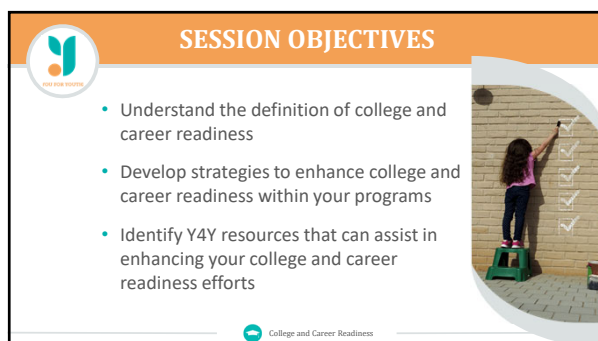 SESSION OBJECTIVES
YOU FOR YOUTH
• Understand the definition of college and
career readiness
• Develop strategies to enhance college and
career readiness within your programs
• Identify Y4Y resources that can assist in
enhancing your college and career
readiness efforts
College and Career Readiness